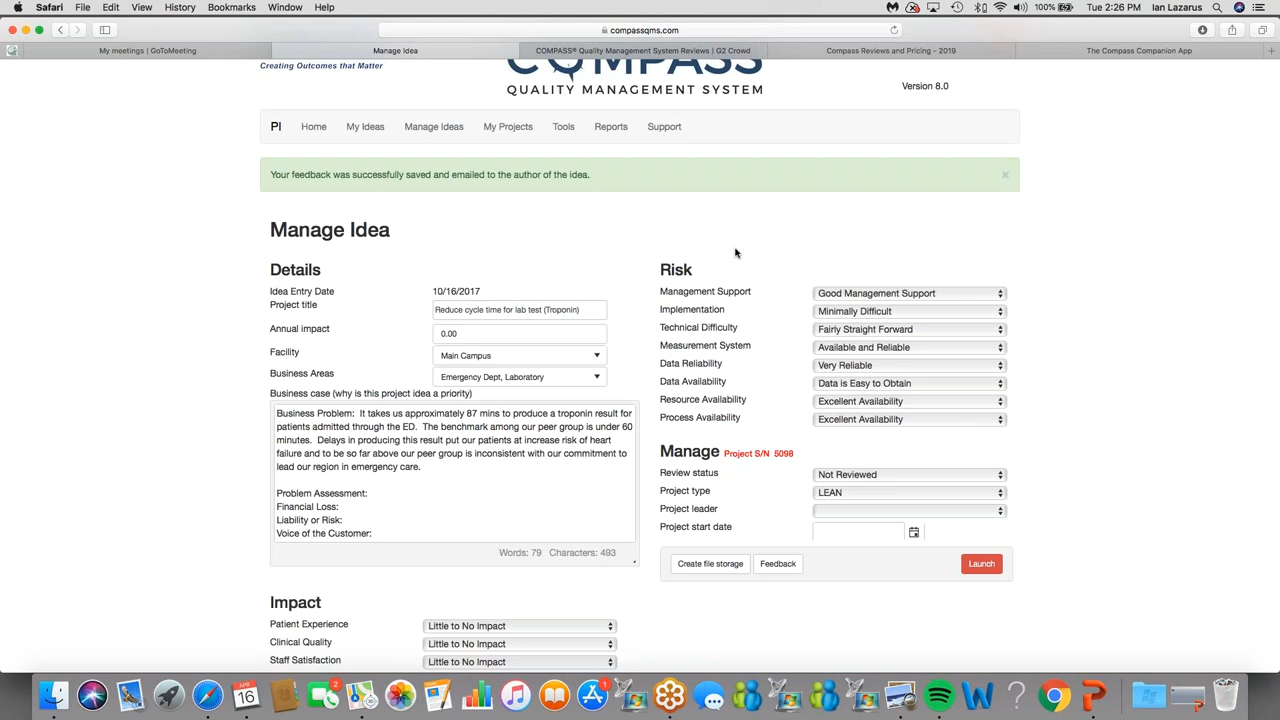 Safari File Edit View History Bookmarks Window Help 100% Tue 2:26 PM Ian Lazarus
compassqms.com
My meetings | GoToMeeting Manage Idea COMPASS® Quality Management System Reviews | G2 Crowd Compass Reviews and Pricing - 2019 The Compass Companion App
Creating Outcomes that Matter
COMPASS
QUALITY MANAGEMENT SYSTEM
Version 8.0
PI Home My Ideas Manage Ideas My Projects Tools Reports Support
Your feedback was successfully saved and emailed to the author of the idea. ×
Manage Idea
Details
Idea Entry Date 10/16/2017
Project title Reduce cycle time for lab test (Troponin)
Annual impact 0.00
Facility Main Campus
Business Areas Emergency Dept, Laboratory
Business case (why is this project idea a priority)
Business Problem: It takes us approximately 87 mins to produce a troponin result for
patients admitted through the ED. The benchmark among our peer group is under 60
minutes. Delays in producing this result put our patients at increase risk of heart
failure and to be so far above our peer group is inconsistent with our commitment to
lead our region in emergency care.
Problem Assessment:
Financial Loss:
Liability or Risk:
Voice of the Customer:
Words: 79 Characters: 493
Impact
Patient Experience Little to No Impact
Clinical Quality Little to No Impact
Staff Satisfaction Little to No Impact
Risk
Management Support Good Management Support
Implementation Minimally Difficult
Technical Difficulty Fairly Straight Forward
Measurement System Available and Reliable
Data Reliability Very Reliable
Data Availability Data is Easy to Obtain
Resource Availability Excellent Availability
Process Availability Excellent Availability
Manage Project S/N 5098
Review status Not Reviewed
Project type LEAN
Project leader
Project start date
Create file storage Feedback Launch
APR
16
2
1